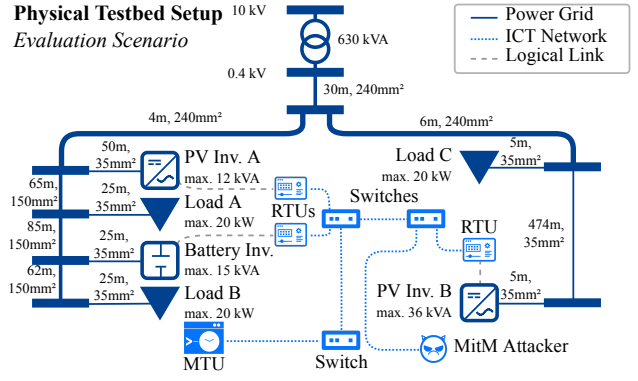 Physical Testbed Setup
Evaluation Scenario
10 kV
630 kVA
0.4 kV
30m, 240mm²
Power Grid
ICT Network
Logical Link
4m, 240mm²
6m, 240mm²
50m,
35mm²
PV Inv. A
max. 12 kVA
65m,
150mm²
25m,
35mm²
Load A
max. 20 kW
85m,
150mm²
25m,
35mm²
Battery Inv.
max. 15 kVA
62m,
150mm²
25m,
35mm²
Load B
max. 20 kW
RTUs
Switches
MTU
Switch
Load C
max. 20 kW
5m,
35mm²
RTU
474m,
35mm²
PV Inv. B
max. 36 kVA
5m,
35mm²
MitM Attacker